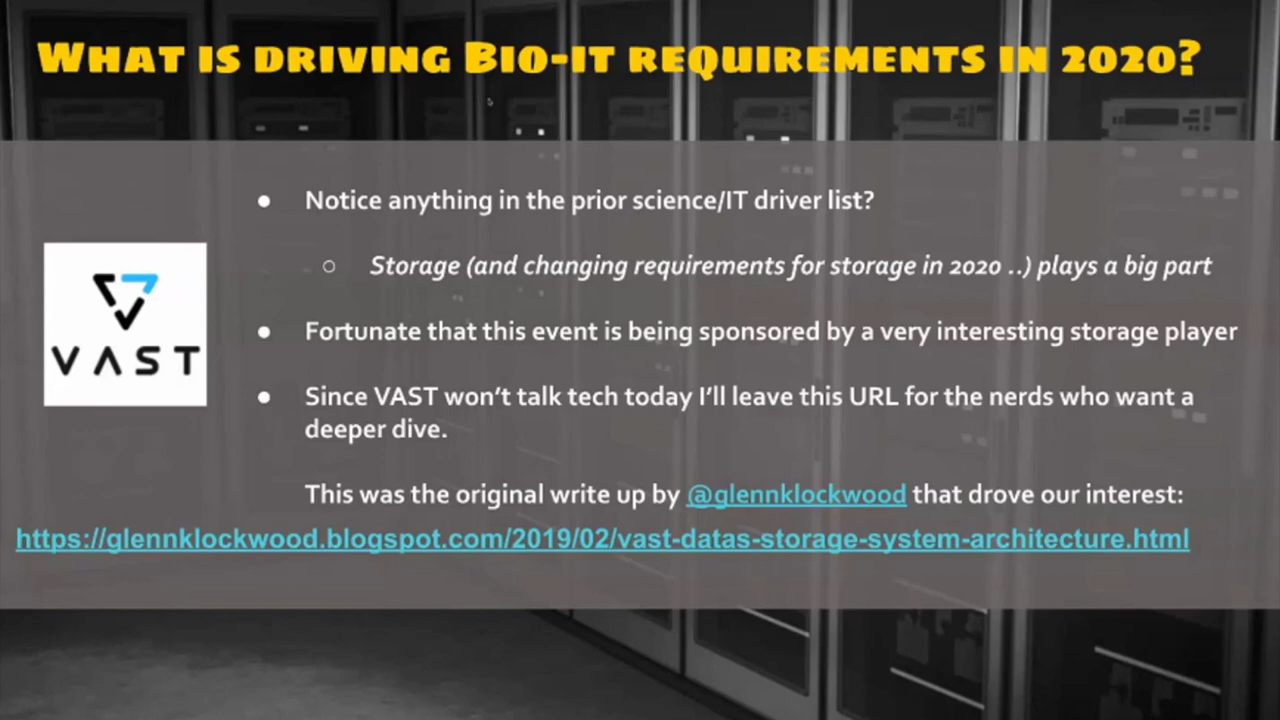 What is driving Bio-IT requirements in 2020?
● Notice anything in the prior science/IT driver list?
○ Storage (and changing requirements for storage in 2020 ..) plays a big part
VAST
● Fortunate that this event is being sponsored by a very interesting storage player
● Since VAST won't talk tech today I'll leave this URL for the nerds who want a
deeper dive.
This was the original write up by @glennklockwood that drove our interest:
https://glennklockwood.blogspot.com/2019/02/vast-datas-storage-system-architecture.html